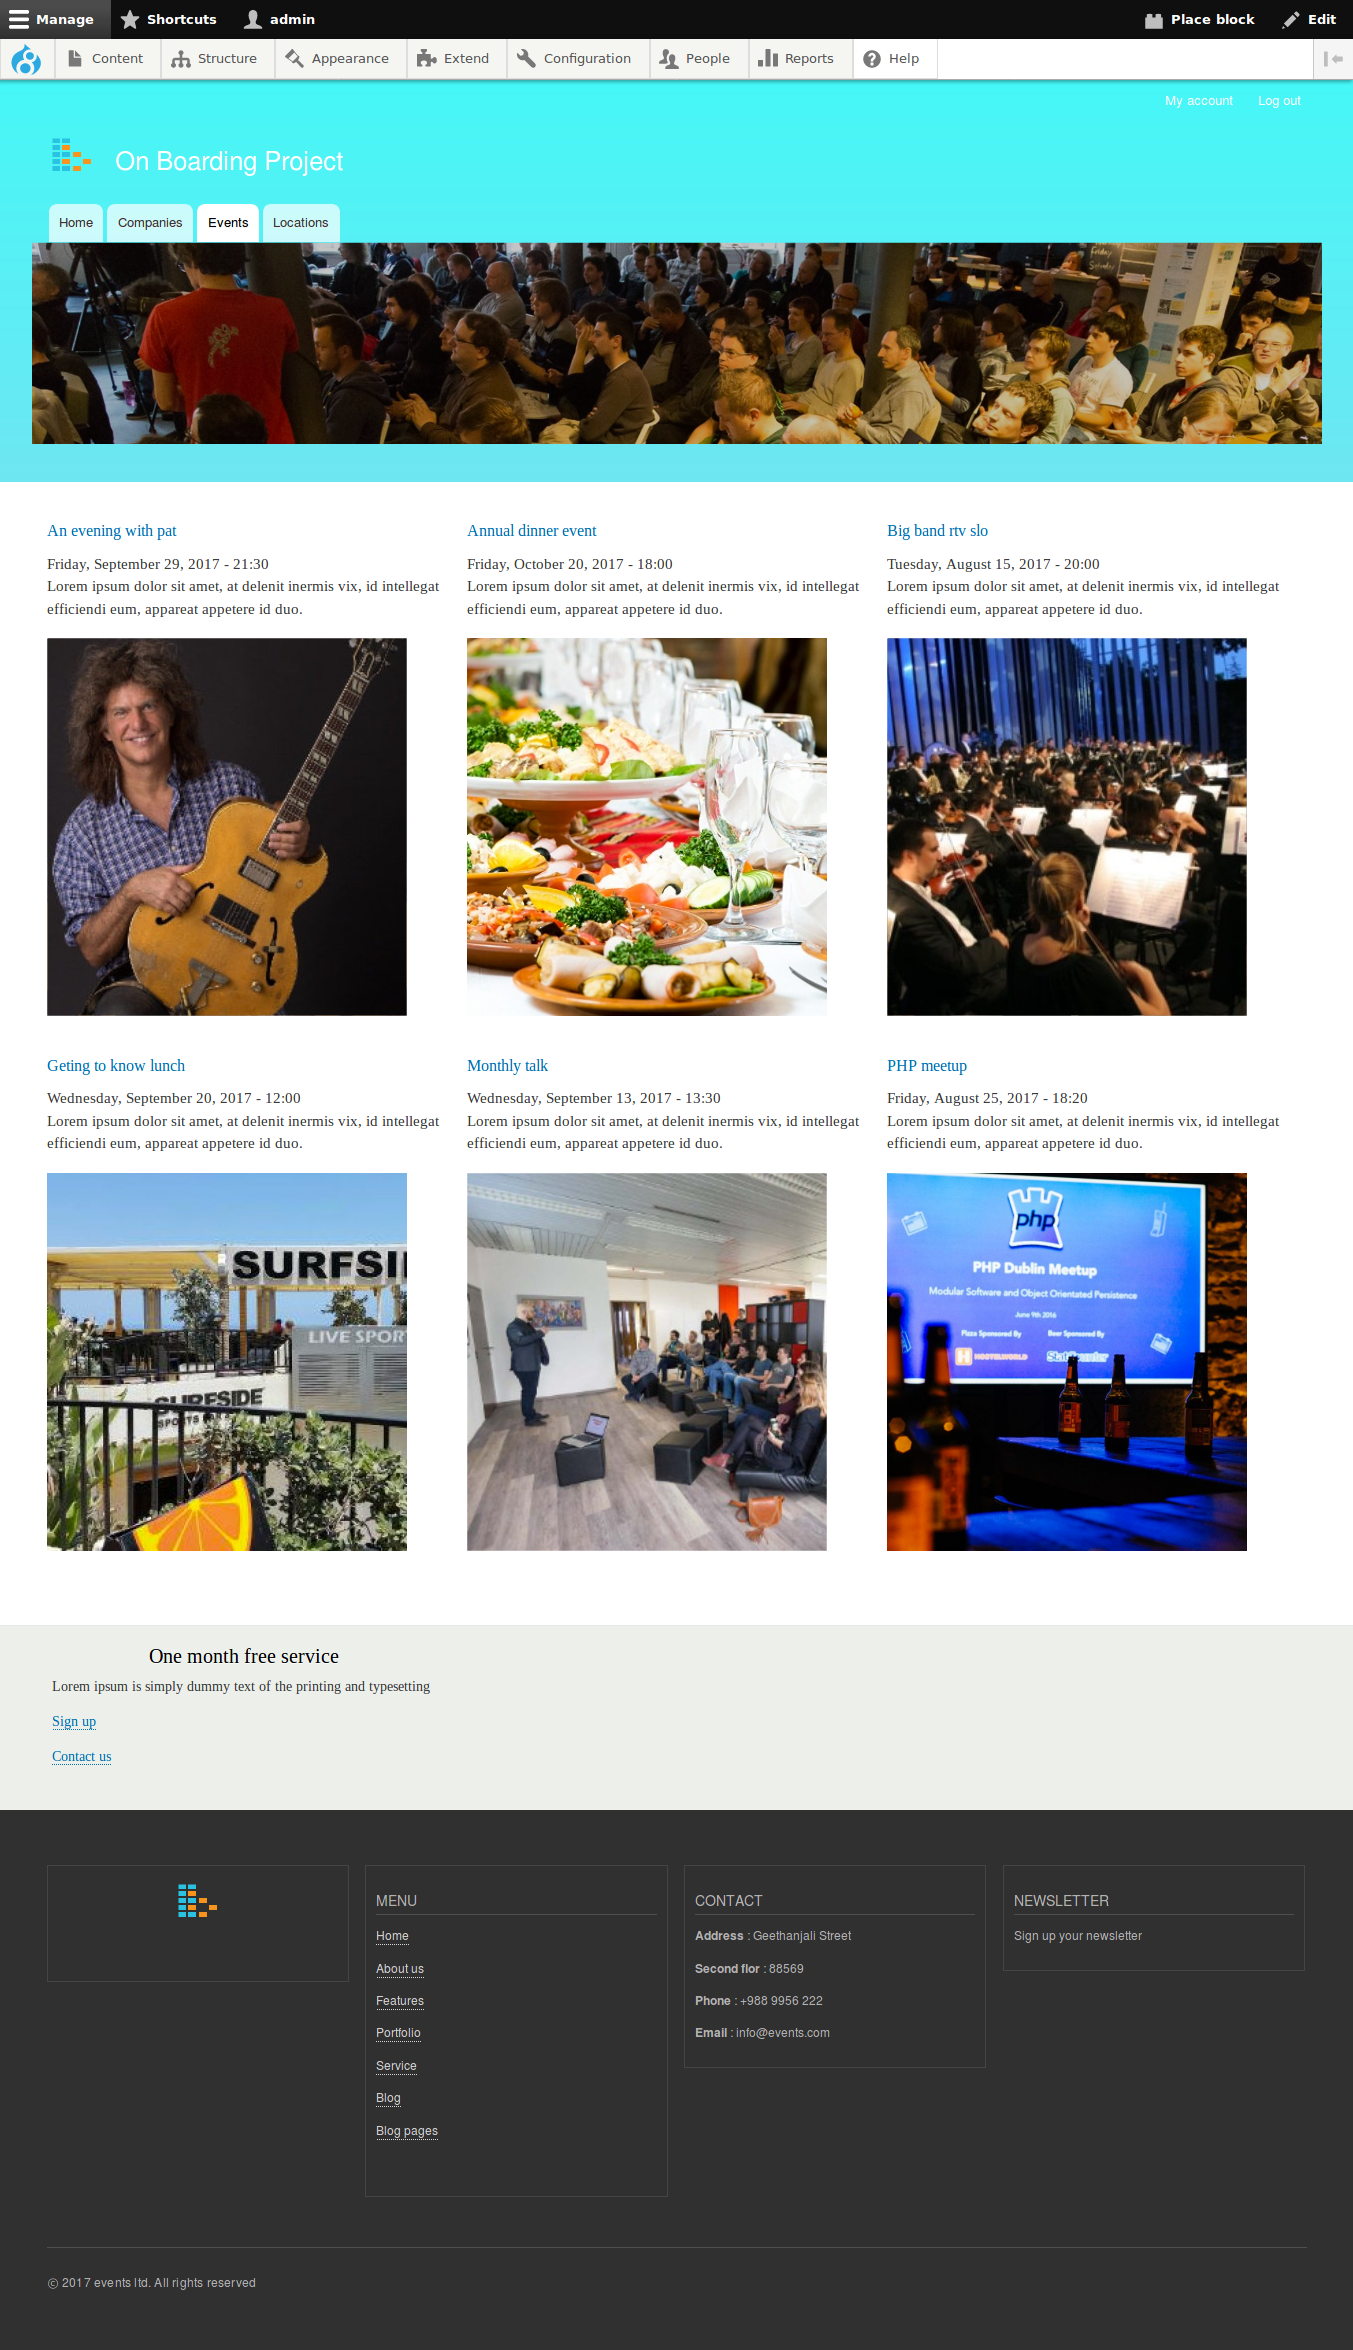 Manage Shortcuts admin Place block Edit
Content Structure Appearance Extend Configuration People Reports Help
My account Log out
On Boarding Project
Home Companies Events Locations
An evening with pat
Friday, September 29, 2017 - 21:30
Lorem ipsum dolor sit amet, at delenit inermis vix, id intellegat
efficiendi eum, appareat appetere id duo.
Annual dinner event
Friday, October 20, 2017 - 18:00
Lorem ipsum dolor sit amet, at delenit inermis vix, id intellegat
efficiendi eum, appareat appetere id duo.
Big band rtv slo
Tuesday, August 15, 2017 - 20:00
Lorem ipsum dolor sit amet, at delenit inermis vix, id intellegat
efficiendi eum, appareat appetere id duo.
Geting to know lunch
Wednesday, September 20, 2017 - 12:00
Lorem ipsum dolor sit amet, at delenit inermis vix, id intellegat
efficiendi eum, appareat appetere id duo.
SURFSI
LIVE SPOR
SURFSIDE
SPORTS
Monthly talk
Wednesday, September 13, 2017 - 13:30
Lorem ipsum dolor sit amet, at delenit inermis vix, id intellegat
efficiendi eum, appareat appetere id duo.
PHP meetup
Friday, August 25, 2017 - 18:20
Lorem ipsum dolor sit amet, at delenit inermis vix, id intellegat
efficiendi eum, appareat appetere id duo.
php
PHP Dublin Meetup
Modular Software and Object Orientated Persistence
June 9th 2016
Pizza Sponsored By Beer Sponsored By
HOSTELWORLD StatCounter
One month free service
Lorem ipsum is simply dummy text of the printing and typesetting
Sign up
Contact us
MENU
Home
About us
Features
Portfolio
Service
Blog
Blog pages
CONTACT
Address : Geethanjali Street
Second flor : 88569
Phone : +988 9956 222
Email : info@events.com
NEWSLETTER
Sign up your newsletter
© 2017 events ltd. All rights reserved